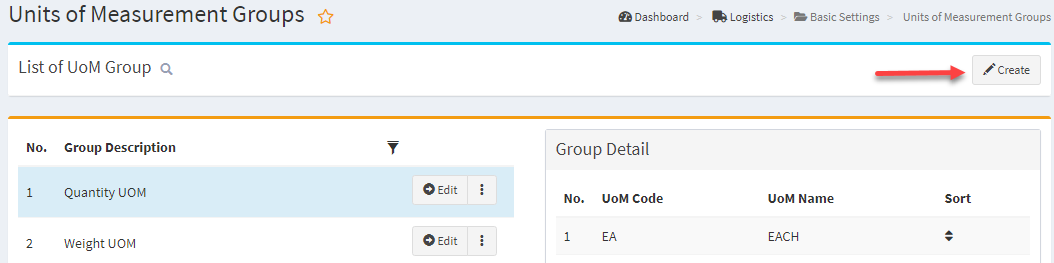 Units of Measurement Groups
Dashboard > Logistics > Basic Settings > Units of Measurement Groups
List of UoM Group
Create
No. Group Description
1 Quantity UOM Edit
2 Weight UOM Edit
Group Detail
No. UoM Code UoM Name Sort
1 EA EACH